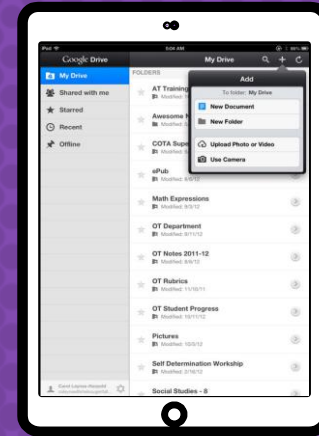 iPad
5:04 AM
Google Drive
My Drive
My Drive
Shared with me
Starred
Recent
Offline
FOLDERS
AT Training
Awesome
COTA Supe
ePub
Modified: 6/6/12
Math Expressions
Modified: 9/3/12
OT Department
Modified: 9/11/12
OT Notes 2011-12
Modified: 8/6/12
OT Rubrics
Modified: 11/10/11
OT Student Progress
Modified: 10/17/12
Pictures
Modified: 10/3/12
Self Determination Workship
Modified: 2/16/12
Social Studies - 8
Add
To folder: My Drive
New Document
New Folder
Upload Photo or Video
Use Camera